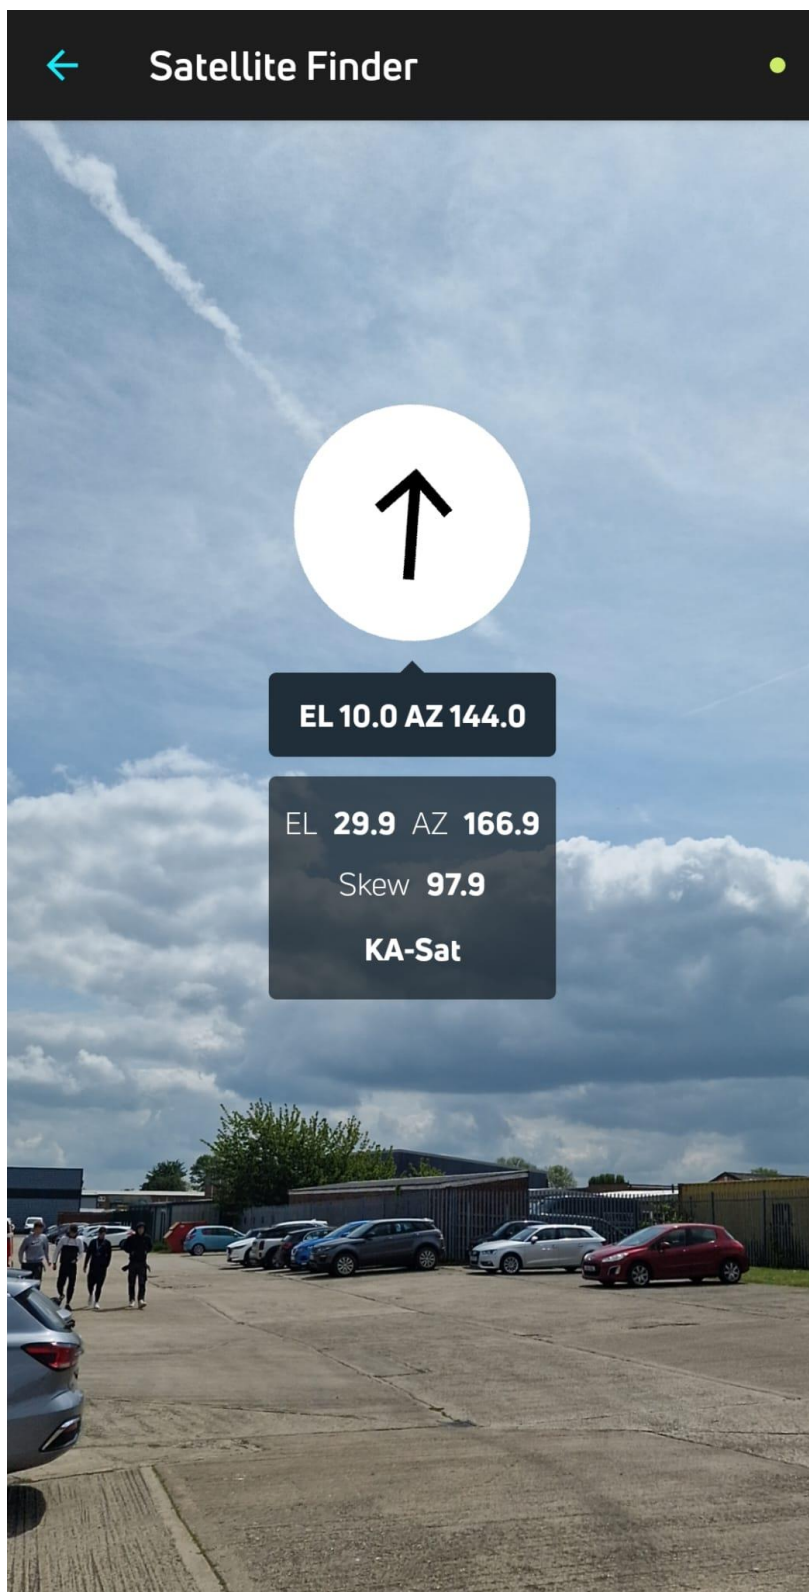 Satellite Finder
EL 10.0 AZ 144.0
EL 29.9 AZ 166.9
Skew 97.9
KA-Sat